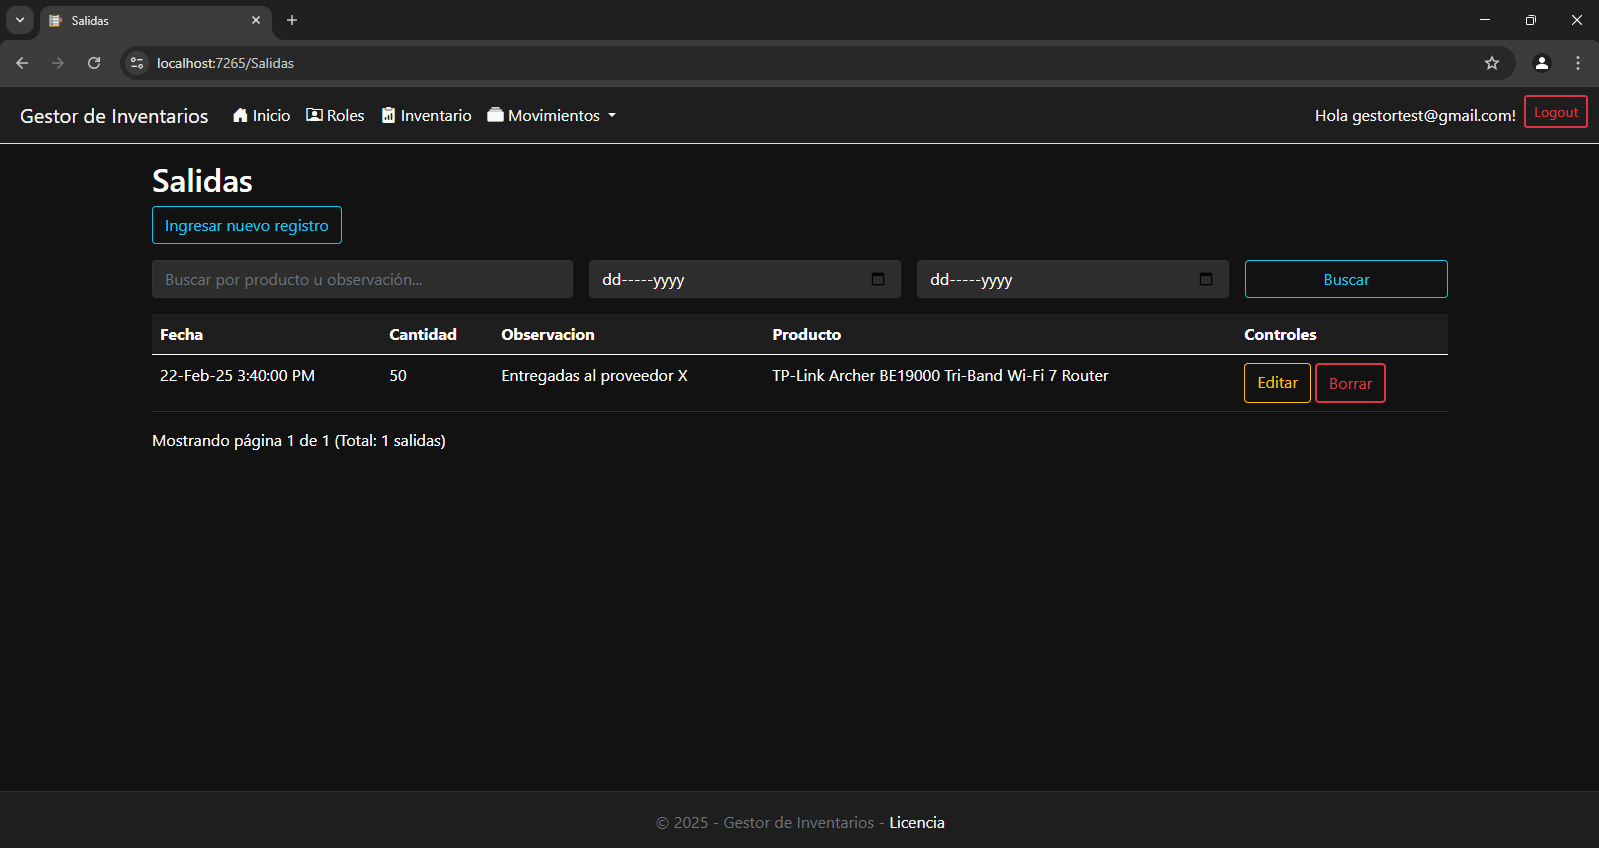 Salidas
localhost:7265/Salidas
Gestor de Inventarios Inicio Roles Inventario Movimientos Hola gestortest@gmail.com! Logout
Salidas
Ingresar nuevo registro
Buscar por producto u observación... dd-----yyyy dd-----yyyy Buscar
Fecha Cantidad Observacion Producto Controles
22-Feb-25 3:40:00 PM 50 Entregadas al proveedor X TP-Link Archer BE19000 Tri-Band Wi-Fi 7 Router Editar Borrar
Mostrando página 1 de 1 (Total: 1 salidas)
© 2025 - Gestor de Inventarios - Licencia